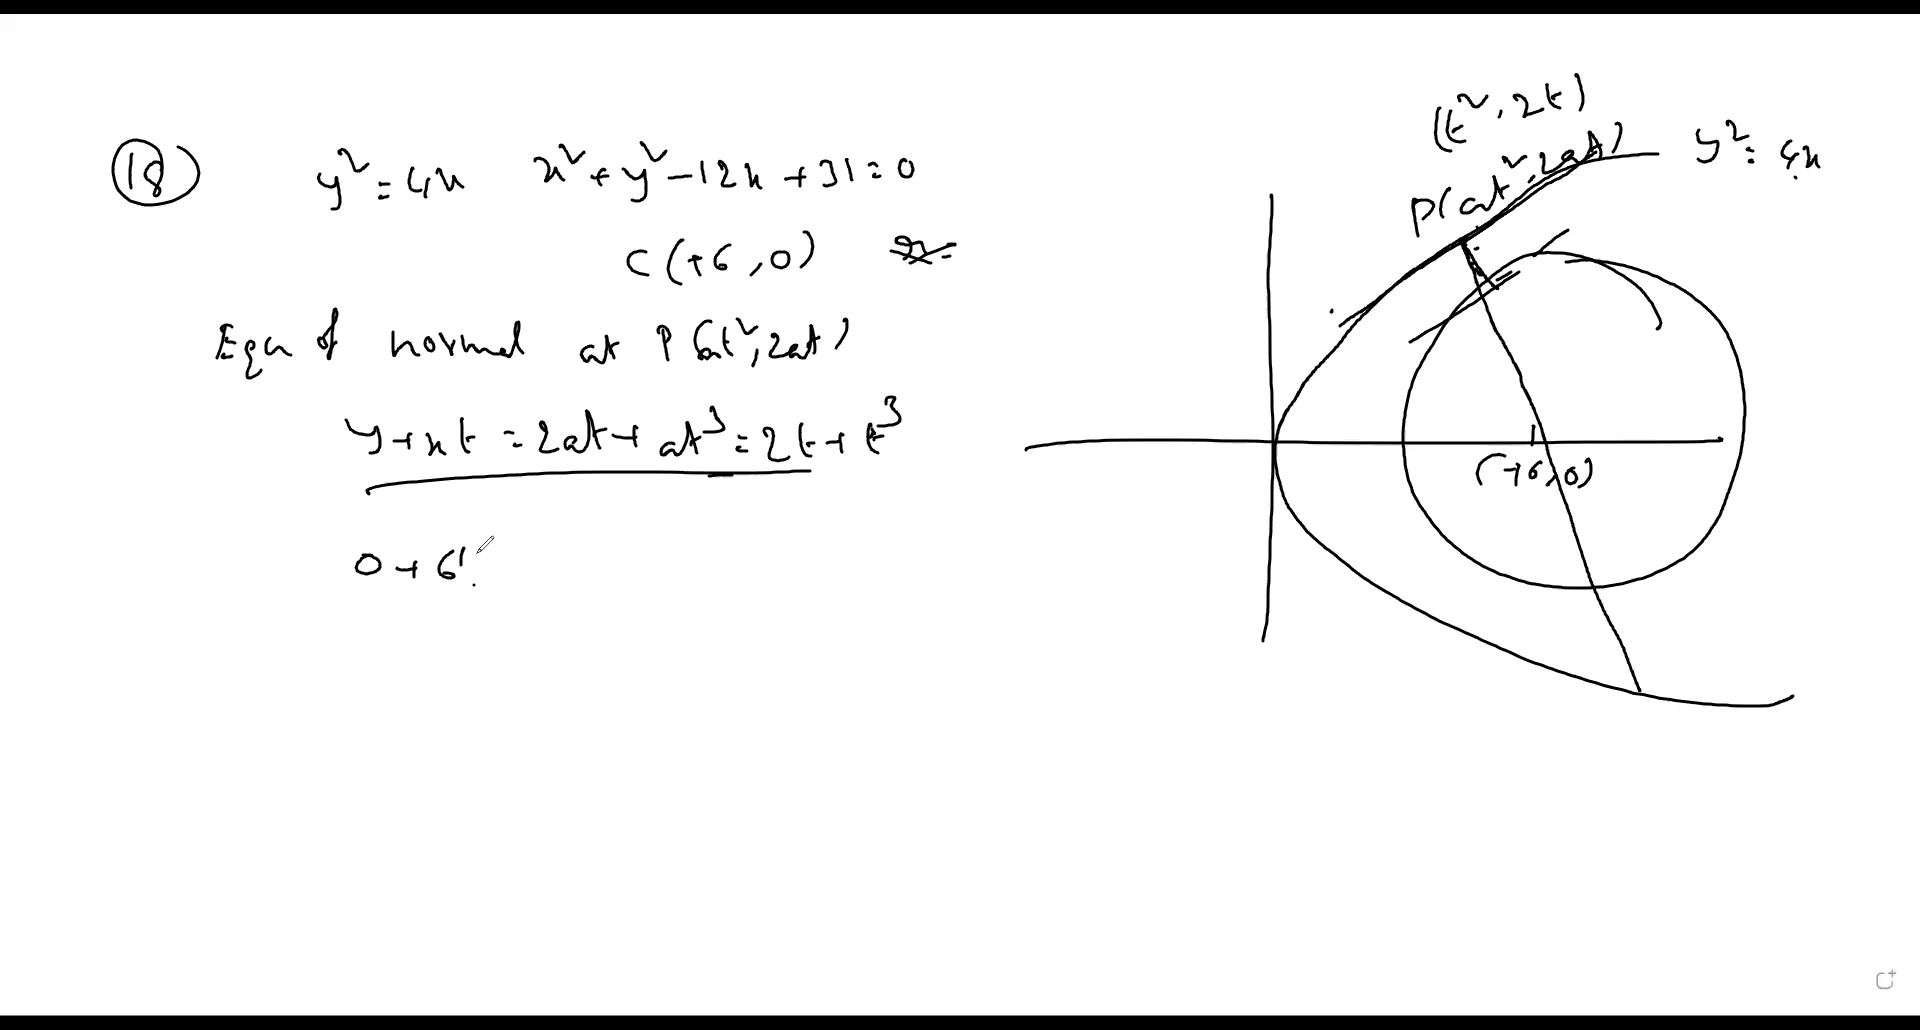 (18) y² = 4x x² + y² - 12x + 31 = 0
C (+6, 0)
Eqn of normal at P(at², 2at)
y + xt = 2at + at³ = 2t + t³
0 + 6
(t², 2t)
P(at², 2at)
y² = 4x
(+6, 0)